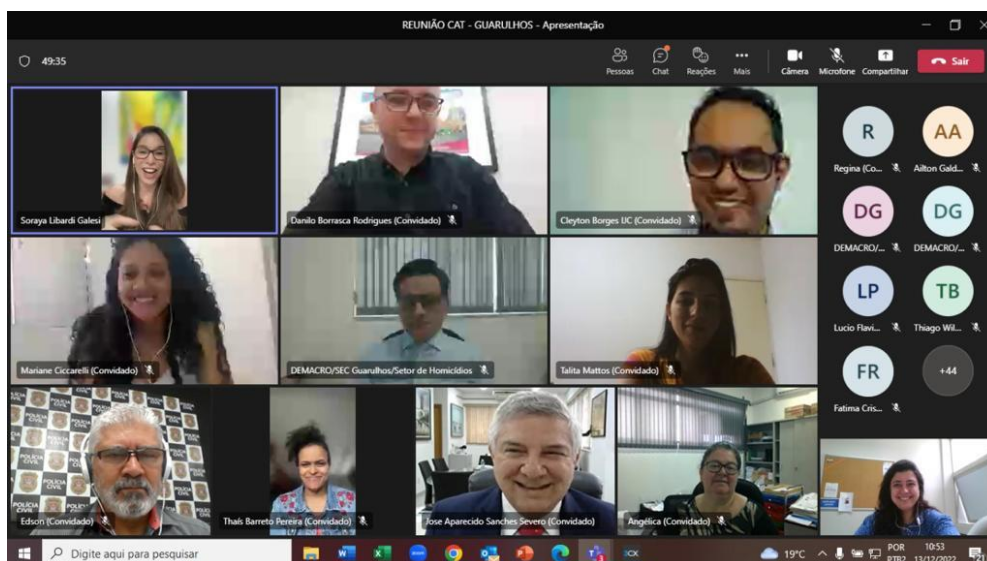 REUNIÃO CAT - GUARULHOS - Apresentação
49:35
Pessoas
Chat
Reações
Mais
Câmera
Microfone
Compartilhar
Sair
Soraya Libardi Galesi
Danilo Borrasca Rodrigues (Convidado)
Cleyton Borges UC (Convidado)
R
AA
Regina (Co...
Ailton Gald...
DG
DG
DEMACRO/...
DEMACRO/...
Mariane Ciccarelli (Convidado)
DEMACRO/SEC Guarulhos/Setor de Homicídios
Talita Mattos (Convidado)
LP
TB
Lucio Flavi...
Thiago Wil...
FR
+44
Fatima Cris...
POLÍCIA CIVIL
Edson (Convidado)
Thaís Barreto Pereira (Convidado)
Jose Aparecido Sanches Severo (Convidado)
Angélica (Convidado)
Digite aqui para pesquisar
3CX
19°C
POR
PTB2
10:53
13/12/2022
21